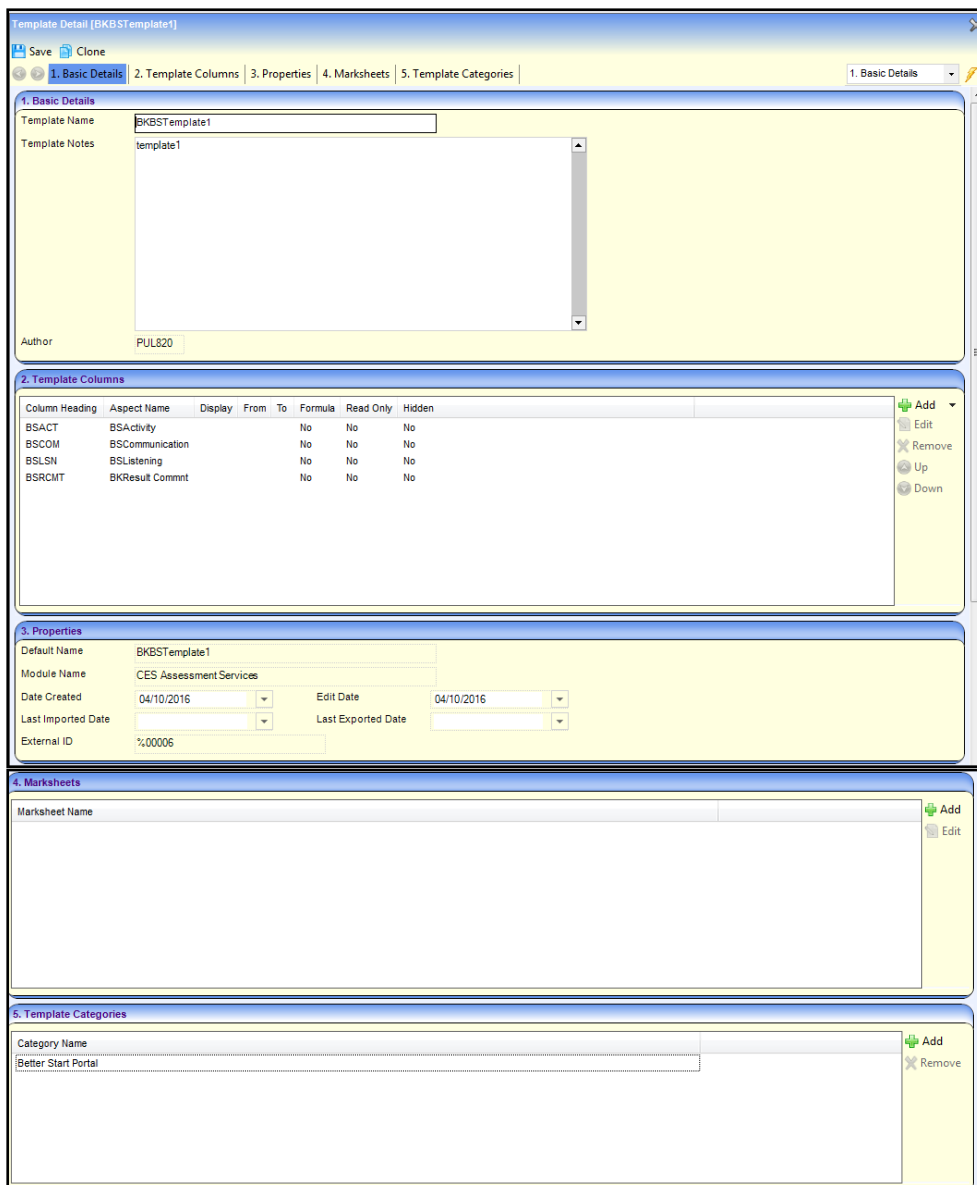 Template Detail [BKBSTemplate1]
Save Clone
1. Basic Details 2. Template Columns 3. Properties 4. Marksheets 5. Template Categories 1. Basic Details
1. Basic Details
Template Name BKBSTemplate1
Template Notes template1
Author PUL820
2. Template Columns
Column Heading Aspect Name Display From To Formula Read Only Hidden
BSACT BSActivity No No No
BSCOM BSCommunication No No No
BSLSN BSListening No No No
BSRCMT BKResult Commnt No No No
Add
Edit
Remove
Up
Down
3. Properties
Default Name BKBSTemplate1
Module Name CES Assessment Services
Date Created 04/10/2016 Edit Date 04/10/2016
Last Imported Date Last Exported Date
External ID %00006
4. Marksheets
Marksheet Name
Add
Edit
5. Template Categories
Category Name
Better Start Portal
Add
Remove